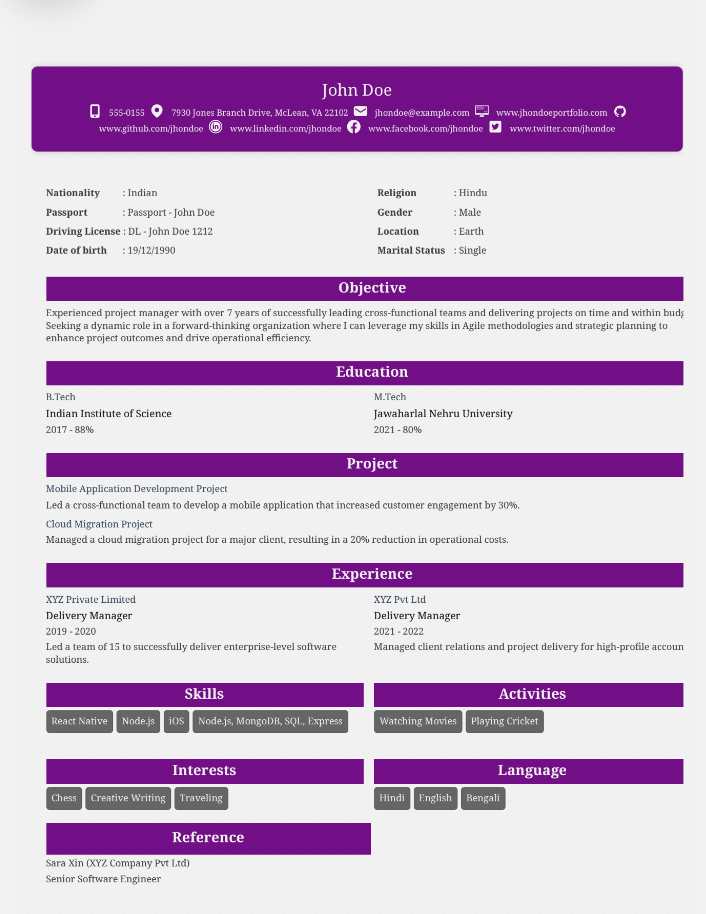 John Doe
555-0155 7930 Jones Branch Drive, McLean, VA 22102 jhondoe@example.com www.jhondoeportfolio.com
www.github.com/jhondoe www.linkedin.com/jhondoe www.facebook.com/jhondoe www.twitter.com/jhondoe
Nationality : Indian
Religion : Hindu
Passport : Passport - John Doe
Gender : Male
Driving License : DL - John Doe 1212
Location : Earth
Date of birth : 19/12/1990
Marital Status : Single
Objective
Experienced project manager with over 7 years of successfully leading cross-functional teams and delivering projects on time and within
Seeking a dynamic role in a forward-thinking organization where I can leverage my skills in Agile methodologies and strategic planning to
enhance project outcomes and drive operational efficiency.
Education
B.Tech
Indian Institute of Science
2017 - 88%
M.Tech
Jawaharlal Nehru University
2021 - 80%
Project
Mobile Application Development Project
Led a cross-functional team to develop a mobile application that increased customer engagement by 30%.
Cloud Migration Project
Managed a cloud migration project for a major client, resulting in a 20% reduction in operational costs.
Experience
XYZ Private Limited
Delivery Manager
2019 - 2020
Led a team of 15 to successfully deliver enterprise-level software
solutions.
XYZ Pvt Ltd
Delivery Manager
2021 - 2022
Managed client relations and project delivery for high-profile accoun
Skills
React Native Node.js iOS Node.js, MongoDB, SQL, Express
Activities
Watching Movies Playing Cricket
Interests
Chess Creative Writing Traveling
Language
Hindi English Bengali
Reference
Sara Xin (XYZ Company Pvt Ltd)
Senior Software Engineer